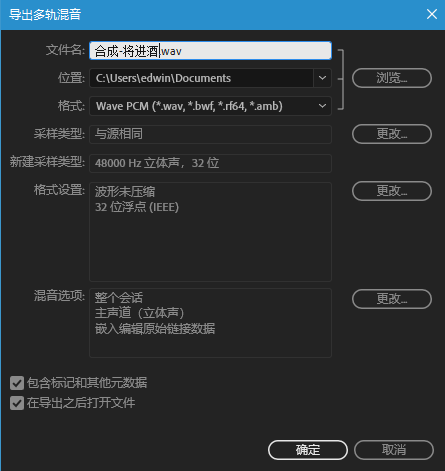 导出多轨混音
文件名: 合成-将进酒.wav
位置: C:\Users\edwin\Documents 浏览...
格式: Wave PCM (*.wav, *.bwf, *.rf64, *.amb)
采样类型: 与源相同 更改...
新建采样类型: 48000 Hz 立体声，32 位
格式设置: 波形未压缩 更改...
32 位浮点 (IEEE)
混音选项: 整个会话 更改...
主声道（立体声）
嵌入编辑原始链接数据
包含标记和其他元数据
在导出之后打开文件
确定 取消